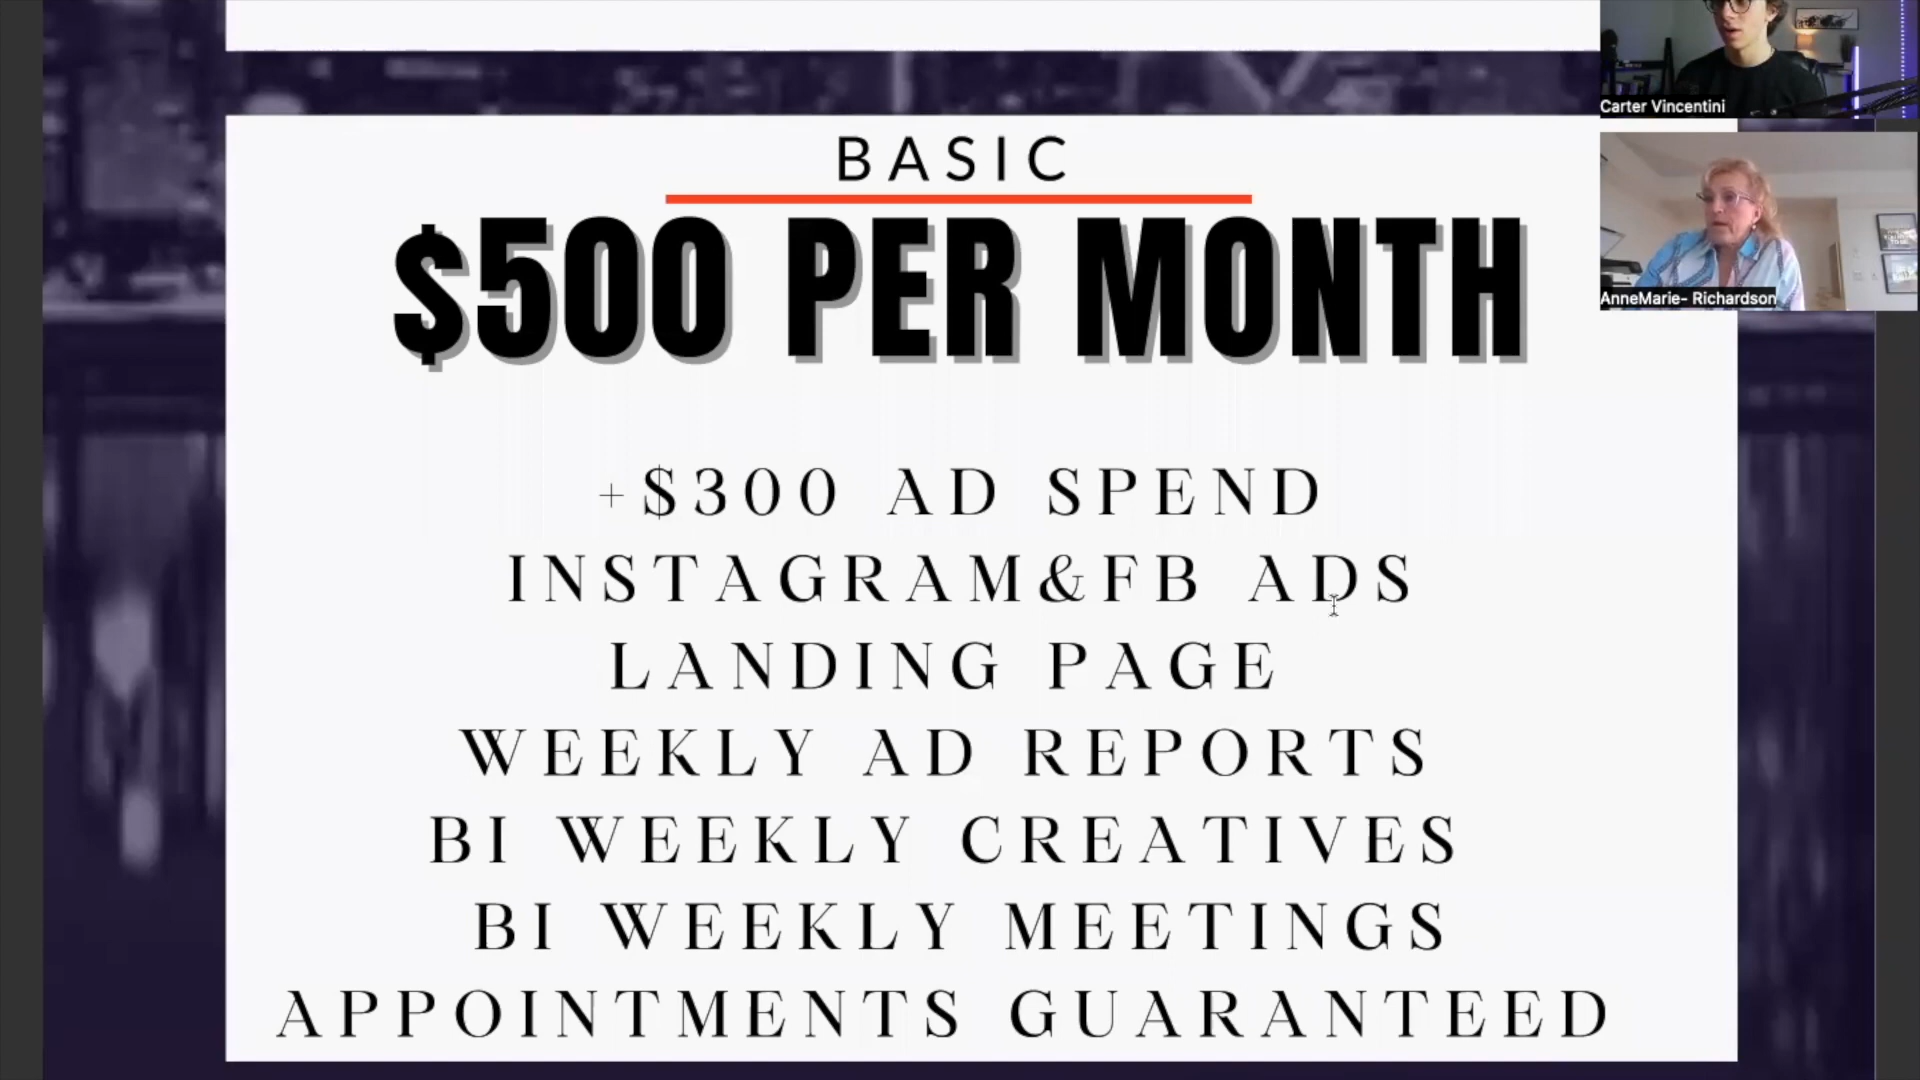 BASIC
$500 PER MONTH
+$300 AD SPEND
INSTAGRAM&FB ADS
LANDING PAGE
WEEKLY AD REPORTS
BI WEEKLY CREATIVES
BI WEEKLY MEETINGS
APPOINTMENTS GUARANTEED
Carter Vincentini
AnneMarie- Richardson